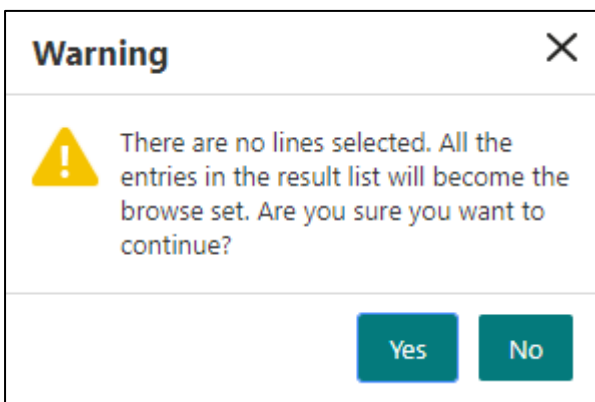 Warning
There are no lines selected. All the
entries in the result list will become the
browse set. Are you sure you want to
continue?
Yes
No